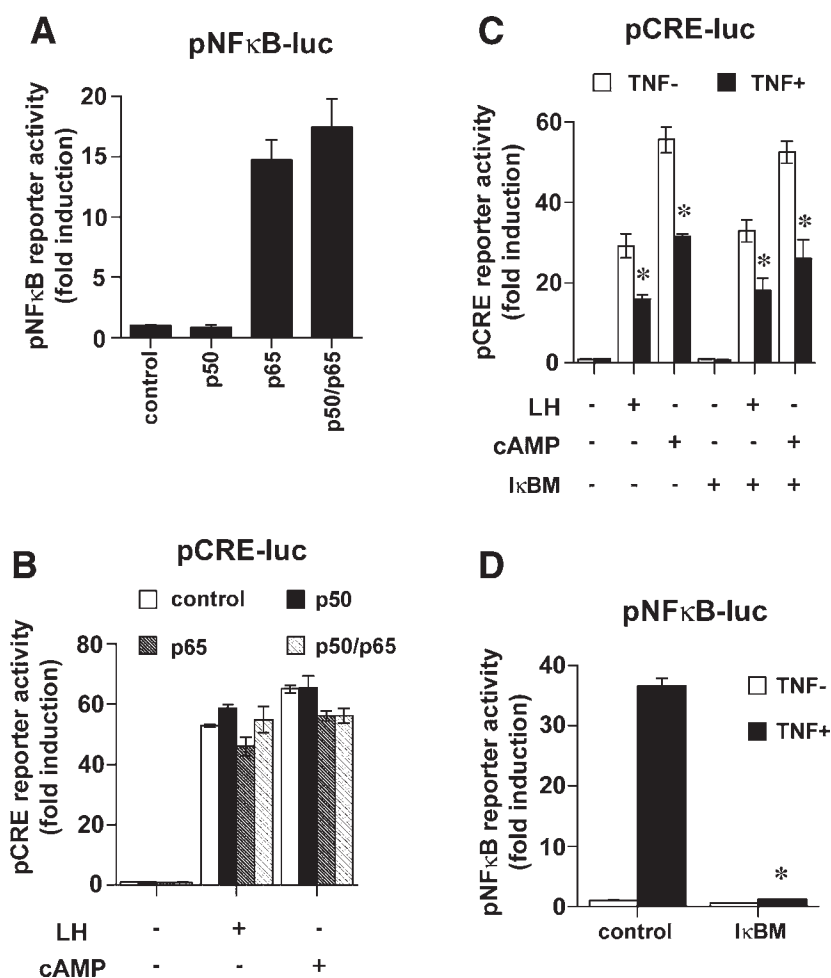 A
pNFκB-luc
pNFκB reporter activity
(fold induction)
20
15
10
5
0
control
p50
p65
p50/p65
B
pCRE-luc
control
p50
p65
p50/p65
pCRE reporter activity
(fold induction)
80
60
40
20
0
LH - + -
cAMP - - +
C
pCRE-luc
TNF-
TNF+
pCRE reporter activity
(fold induction)
60
40
20
0
* * * *
LH - + - - + -
cAMP - - + - - +
IκBM - - - + + +
D
pNFκB-luc
TNF-
TNF+
pNFκB reporter activity
(fold induction)
40
30
20
10
0
*
control IκBM